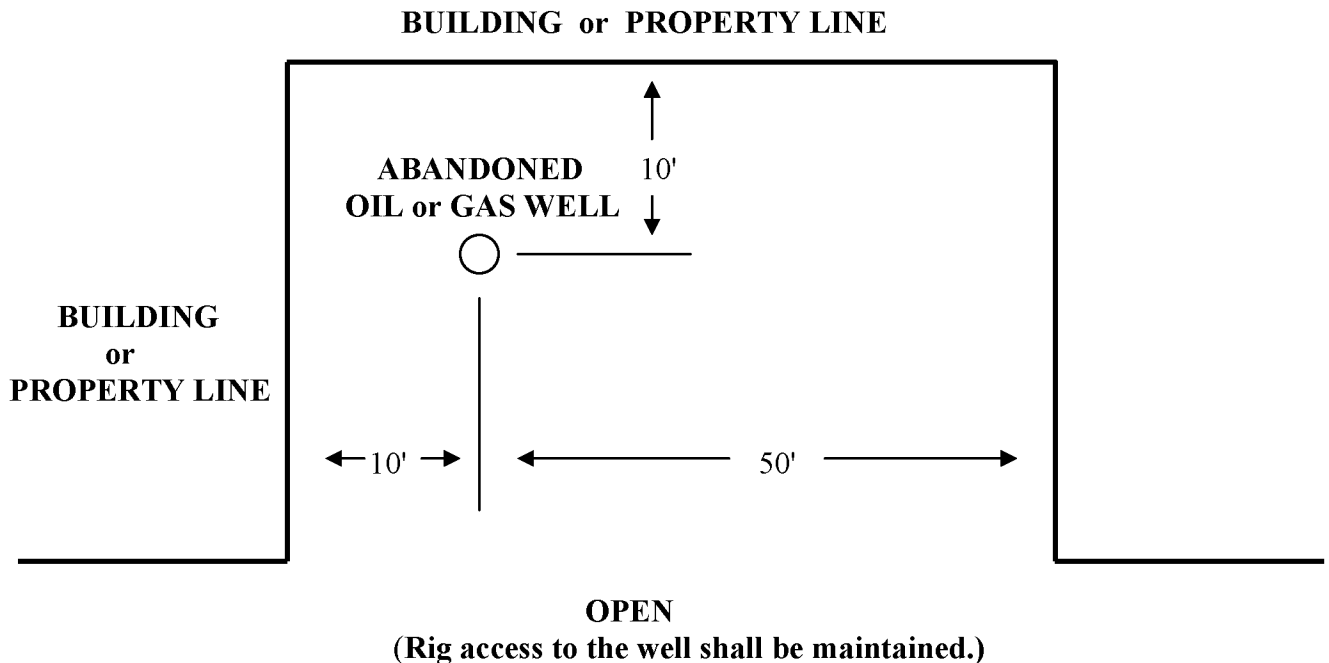 BUILDING or PROPERTY LINE
ABANDONED
OIL or GAS WELL
10'
BUILDING
or
PROPERTY LINE
10'
50'
OPEN
(Rig access to the well shall be maintained.)